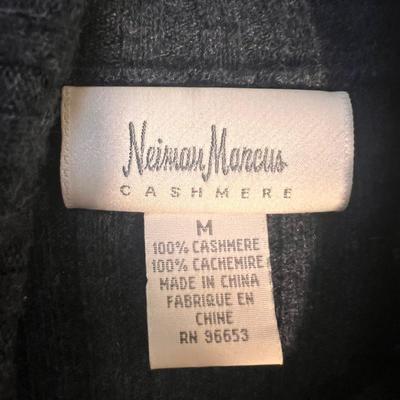 Neiman Marcus
CASHMERE
M
100% CASHMERE
100% CACHEMIRE
MADE IN CHINA
FABRIQUE EN
CHINE
RN 96653